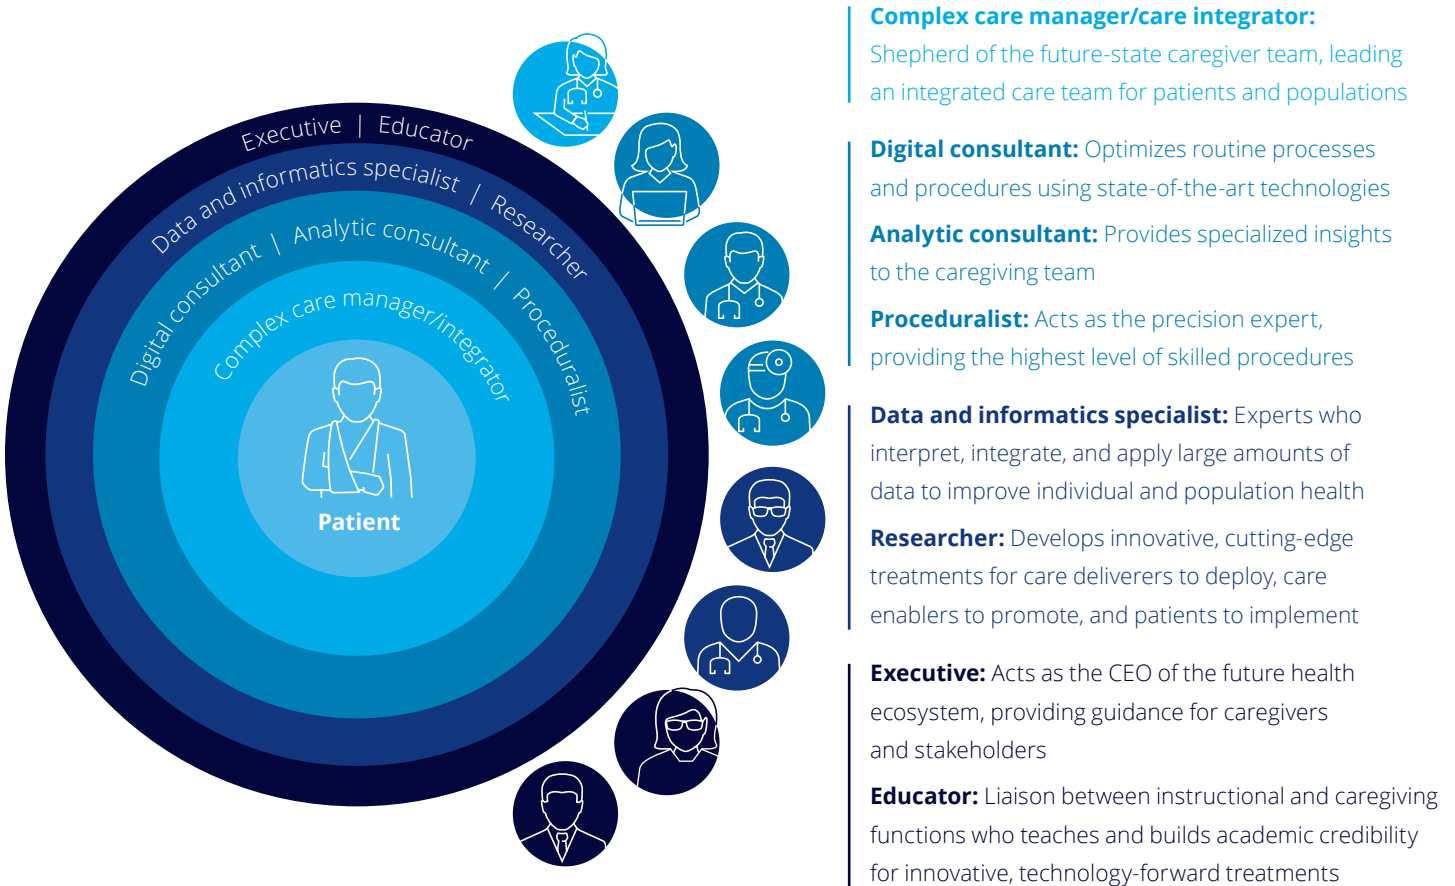 Executive | Educator
Data and informatics specialist | Researcher
Digital consultant | Analytic consultant | Proceduralist
Complex care manager/integrator
Patient
Complex care manager/care integrator:
Shepherd of the future-state caregiver team, leading
an integrated care team for patients and populations
Digital consultant: Optimizes routine processes
and procedures using state-of-the-art technologies
Analytic consultant: Provides specialized insights
to the caregiving team
Proceduralist: Acts as the precision expert,
providing the highest level of skilled procedures
Data and informatics specialist: Experts who
interpret, integrate, and apply large amounts of
data to improve individual and population health
Researcher: Develops innovative, cutting-edge
treatments for care deliverers to deploy, care
enablers to promote, and patients to implement
Executive: Acts as the CEO of the future health
ecosystem, providing guidance for caregivers
and stakeholders
Educator: Liaison between instructional and caregiving
functions who teaches and builds academic credibility
for innovative, technology-forward treatments